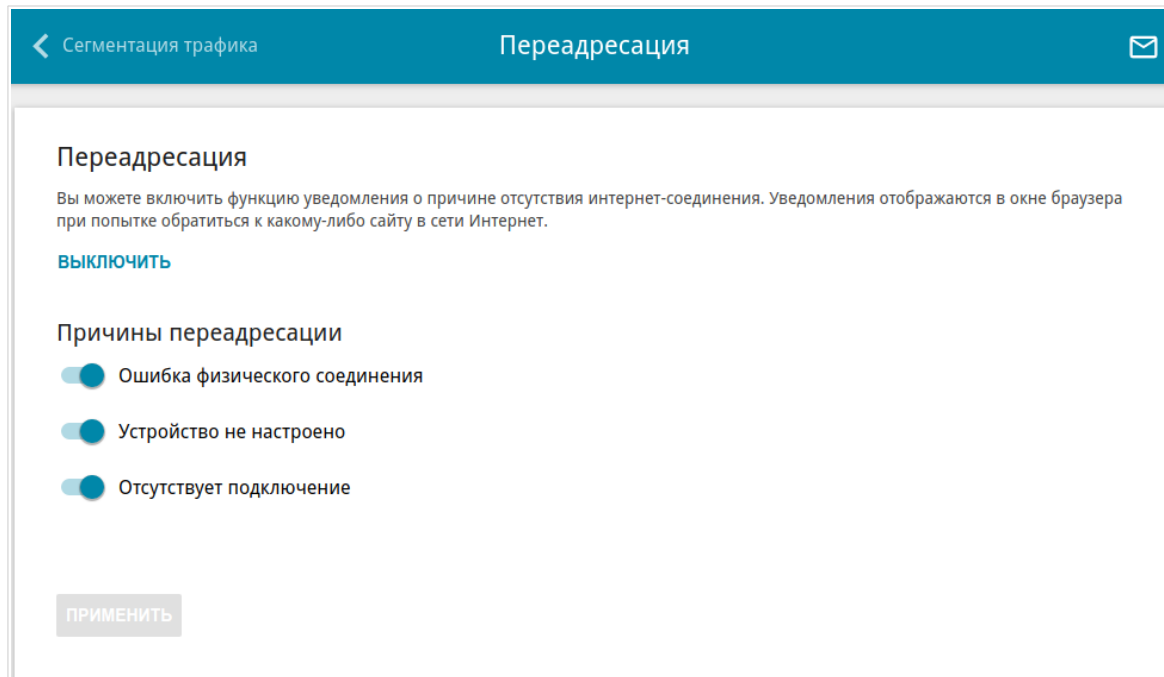 Сегментация трафика
Переадресация
Переадресация
Вы можете включить функцию уведомления о причине отсутствия интернет-соединения. Уведомления отображаются в окне браузера
при попытке обратиться к какому-либо сайту в сети Интернет.
ВЫКЛЮЧИТЬ
Причины переадресации
Ошибка физического соединения
Устройство не настроено
Отсутствует подключение
ПРИМЕНИТЬ